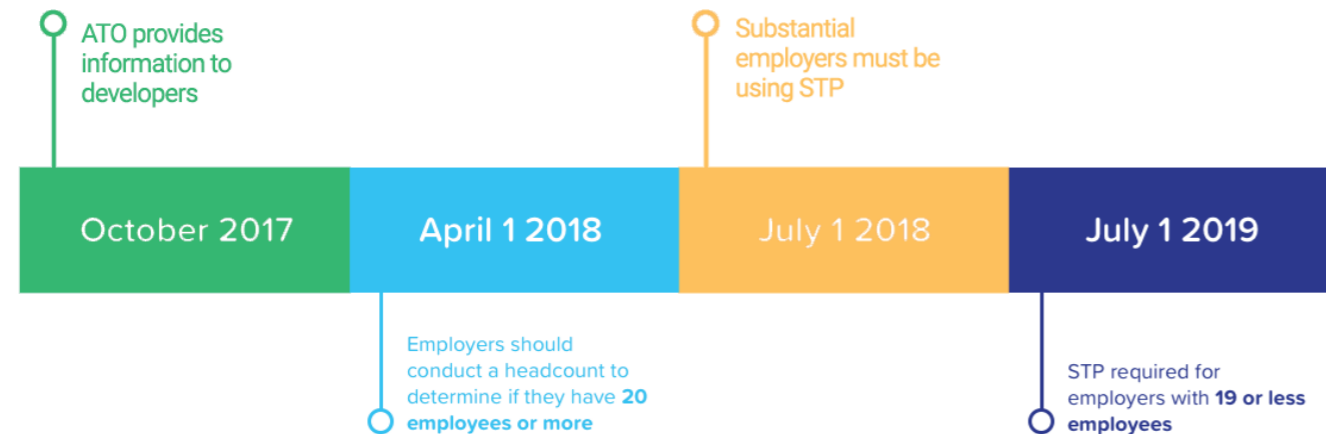 ATO provides
information to
developers
Substantial
employers must be
using STP
October 2017
April 1 2018
July 1 2018
July 1 2019
Employers should
conduct a headcount to
determine if they have 20
employees or more
STP required for
employers with 19 or less
employees